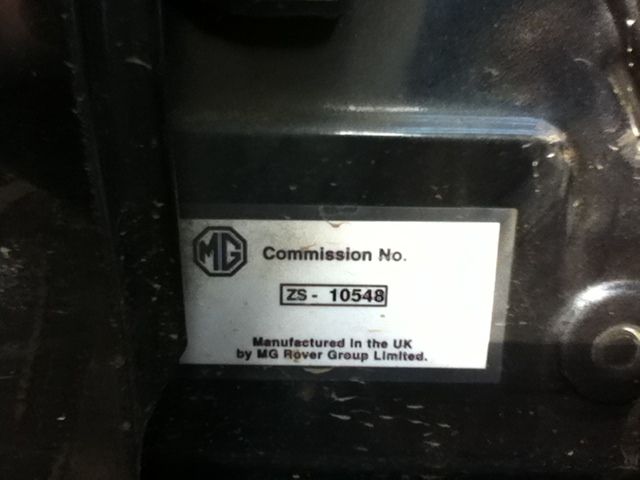 MG Commission No.
ZS - 10548
Manufactured in the UK
by MG Rover Group Limited.